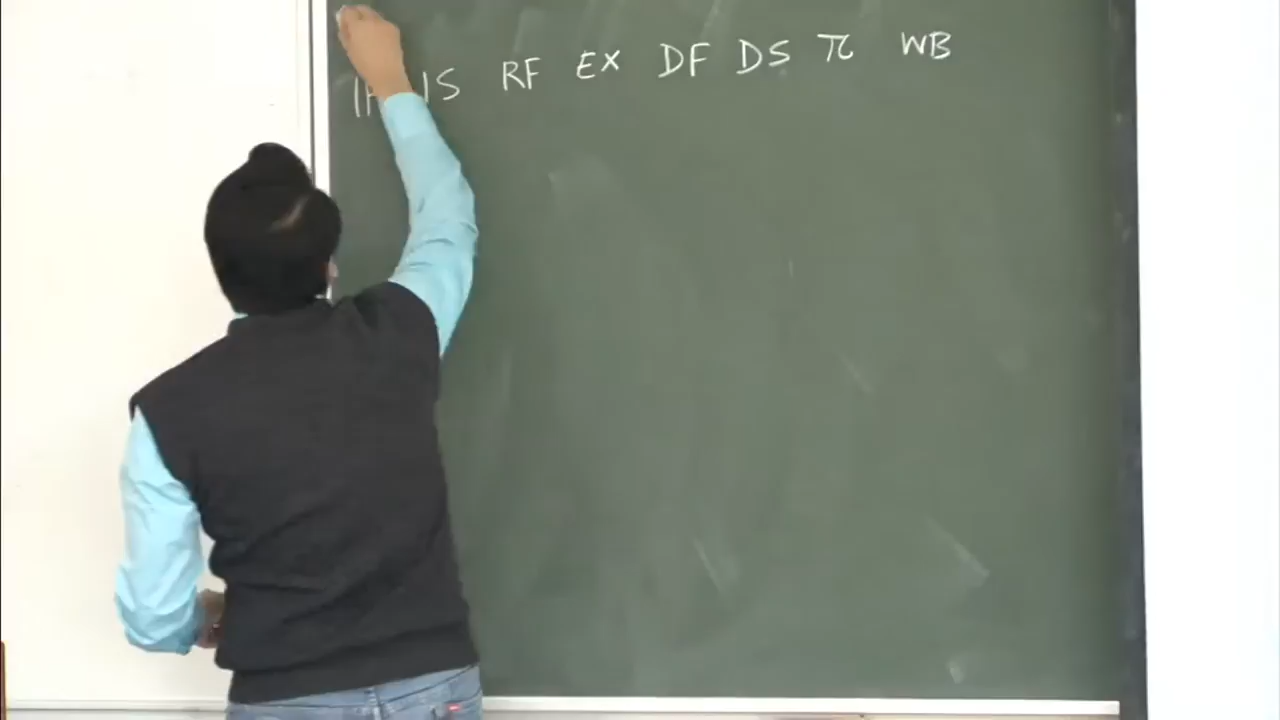 IS RF EX DF DS π WB